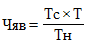 Чяв = Тс × Т
Тн